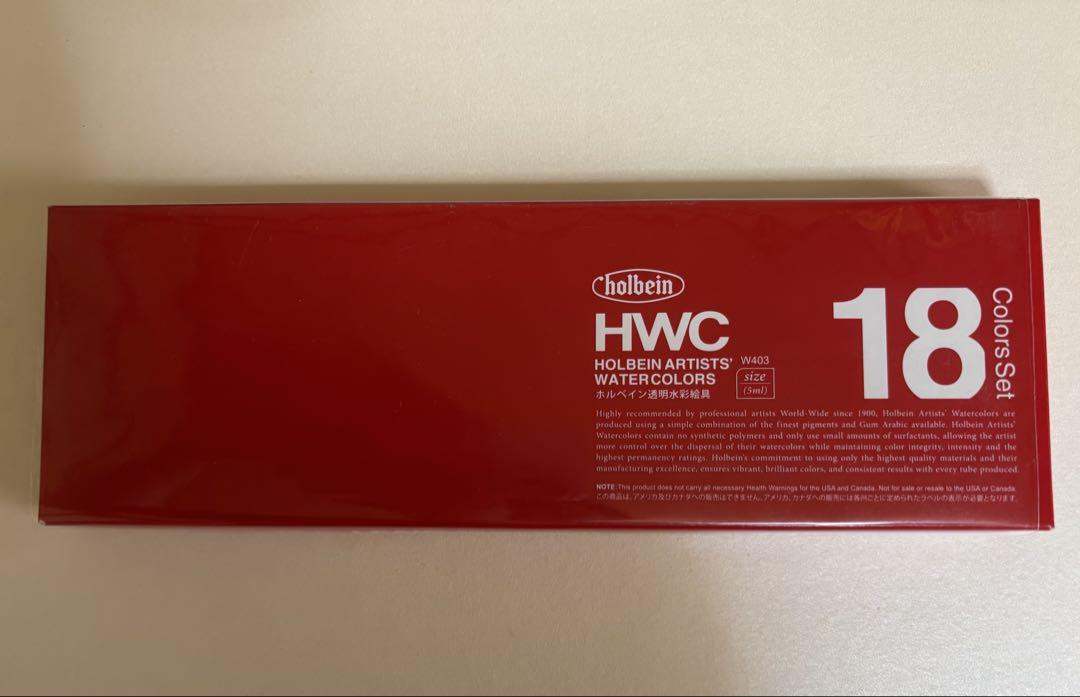 holbein
HWC
HOLBEIN ARTISTS'
WATERCOLORS
ホルベイン透明水彩絵具
W403
size
(5ml)
18
Colors Set
Highly recommended by professional artists World-Wide since 1900, Holbein Artists' Watercolors are
produced using a simple combination of the finest pigments and Gum Arabic available. Holbein Artists'
Watercolors contain no synthetic polymers and only use small amounts of surfactants, allowing the artist
more control over the dispersal of their watercolors while maintaining color integrity, intensity and the
highest permanency ratings. Holbein's commitment to using only the highest quality materials and their
manufacturing excellence, ensures vibrant, brilliant colors, and consistent results with every tube produced.
NOTE:This product does not carry all necessary Health Warnings for the USA and Canada. Not for sale or resale to the USA or Canada.
この商品は、アメリカ及びカナダへの販売はできません。アメリカ、カナダへの販売には各州ごとに定められたラベルの表示が必要となります。